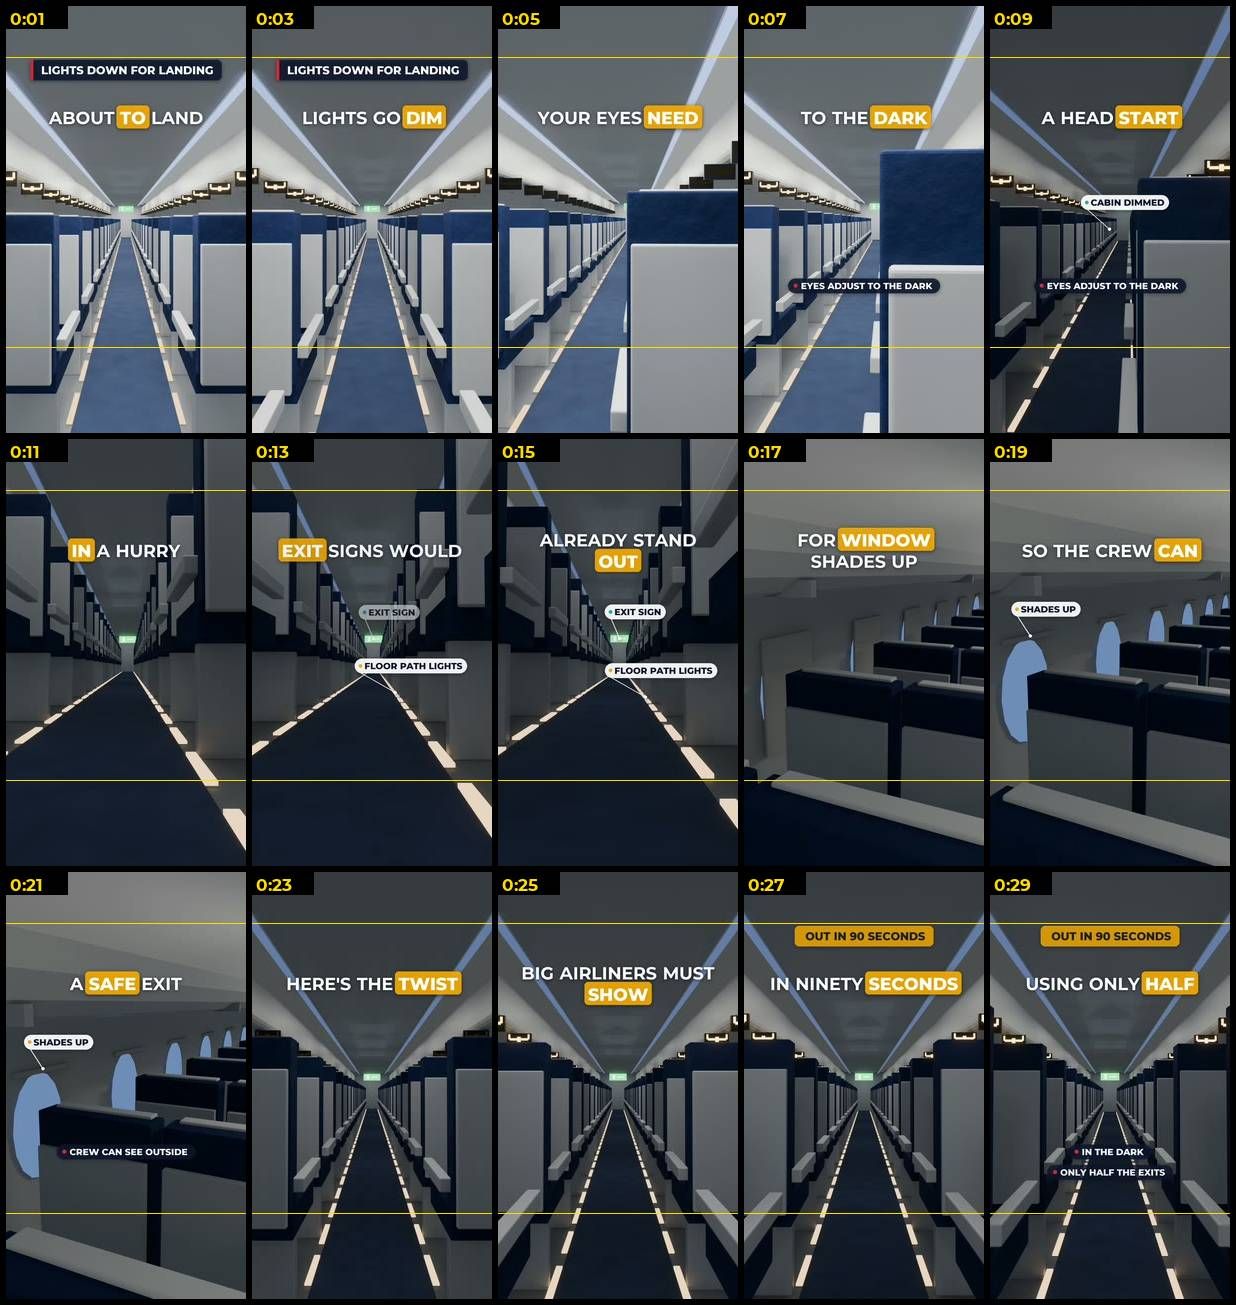 0:01
LIGHTS DOWN FOR LANDING
ABOUT TO LAND
0:03
LIGHTS DOWN FOR LANDING
LIGHTS GO DIM
0:05
YOUR EYES NEED
0:07
TO THE DARK
EYES ADJUST TO THE DARK
0:09
A HEAD START
CABIN DIMMED
EYES ADJUST TO THE DARK
0:11
IN A HURRY
0:13
EXIT SIGNS WOULD
EXIT SIGN
FLOOR PATH LIGHTS
0:15
ALREADY STAND
OUT
EXIT SIGN
FLOOR PATH LIGHTS
0:17
FOR WINDOW
SHADES UP
0:19
SO THE CREW CAN
SHADES UP
0:21
A SAFE EXIT
SHADES UP
CREW CAN SEE OUTSIDE
0:23
HERE'S THE TWIST
0:25
BIG AIRLINERS MUST
SHOW
0:27
OUT IN 90 SECONDS
IN NINETY SECONDS
0:29
OUT IN 90 SECONDS
USING ONLY HALF
IN THE DARK
ONLY HALF THE EXITS